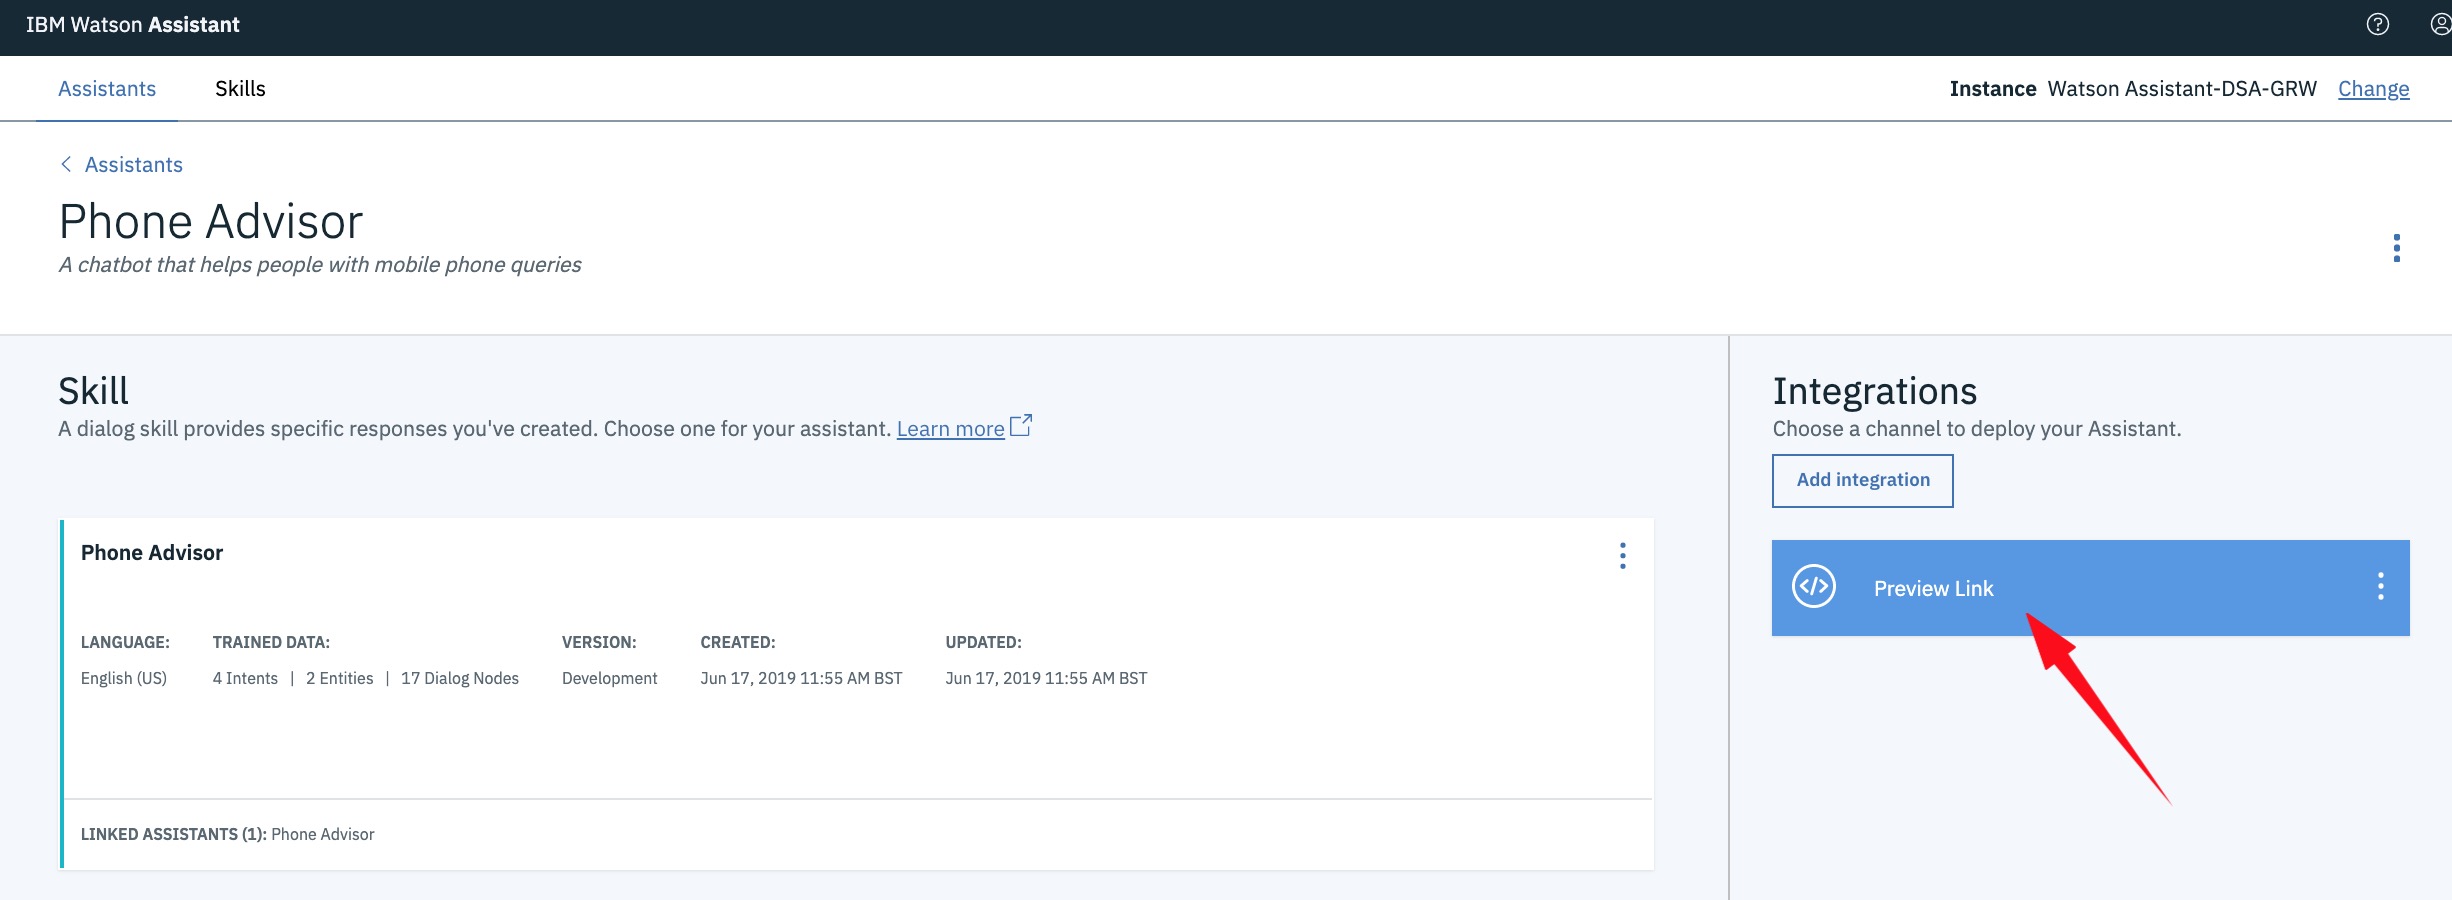 IBM Watson Assistant
Assistants Skills Instance Watson Assistant-DSA-GRW Change
Assistants
Phone Advisor
A chatbot that helps people with mobile phone queries
Skill
A dialog skill provides specific responses you've created. Choose one for your assistant. Learn more
Phone Advisor
LANGUAGE: TRAINED DATA: VERSION: CREATED: UPDATED:
English (US) 4 Intents | 2 Entities | 17 Dialog Nodes Development Jun 17, 2019 11:55 AM BST Jun 17, 2019 11:55 AM BST
LINKED ASSISTANTS (1): Phone Advisor
Integrations
Choose a channel to deploy your Assistant.
Add integration
Preview Link